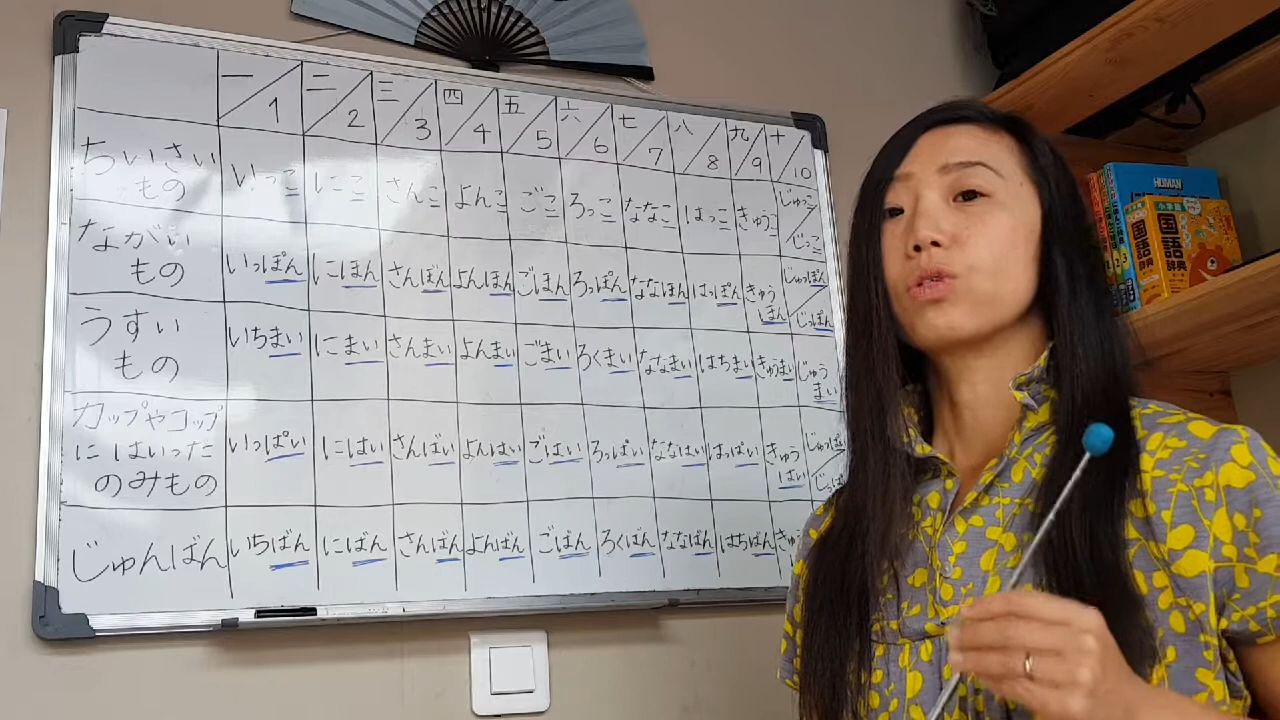 一/1 二/2 三/3 四/4 五/5 六/6 七/7 八/8 九/9 十/10
ちいさい
もの
いっこ にこ さんこ よんこ ごこ ろっこ ななこ はっこ きゅうこ じゅっこ/じっこ
ながい
もの
いっぽん にほん さんぼん よんほん ごほん ろっぽん ななほん はっぽん きゅうほん じゅっぽん/じっぽん
うすい
もの
いちまい にまい さんまい よんまい ごまい ろくまい ななまい はちまい きゅうまい じゅうまい
カップやコップ
にはいった
のみもの
いっぱい にはい さんばい よんはい ごはい ろっぱい ななはい はっぱい きゅうはい
じゅんばん
いちばん にばん さんばん よんばん ごばん ろくばん ななばん はちばん きゅ
HUMAN
小学館
国語
辞典
国語
辞典
1 2 3